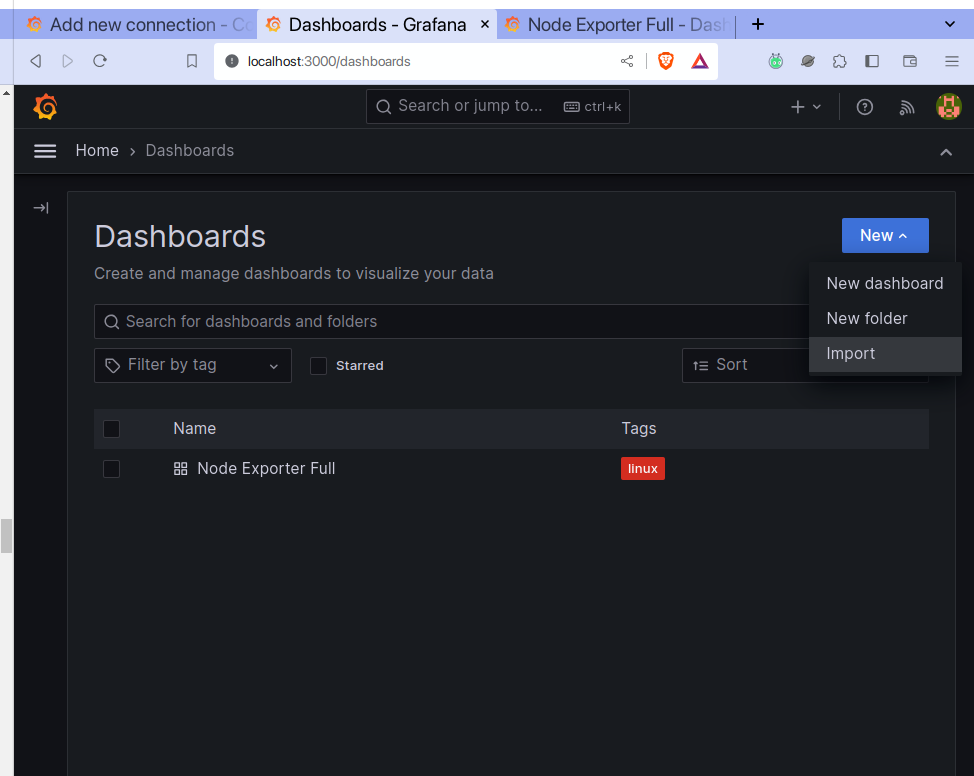 Add new connection - Co
Dashboards - Grafana
Node Exporter Full - Dash
localhost:3000/dashboards
Search or jump to... ctrl+k
Home › Dashboards
Dashboards
New
Create and manage dashboards to visualize your data
New dashboard
New folder
Import
Search for dashboards and folders
Filter by tag
Starred
Sort
Name Tags
Node Exporter Full linux